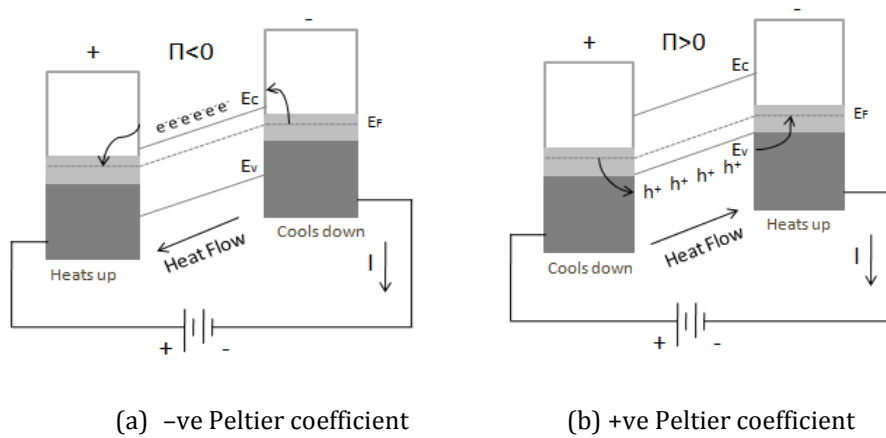 + Π<0 -
Ec
e⁻e⁻e⁻e⁻e⁻e⁻
EF
Ev
Heat Flow
Cools down
Heats up
I
+ -
(a) –ve Peltier coefficient
+ Π>0 -
Ec
EF
Ev
h+ h+ h+ h+
Heat Flow
Heats up
Cools down
I
+ -
(b) +ve Peltier coefficient